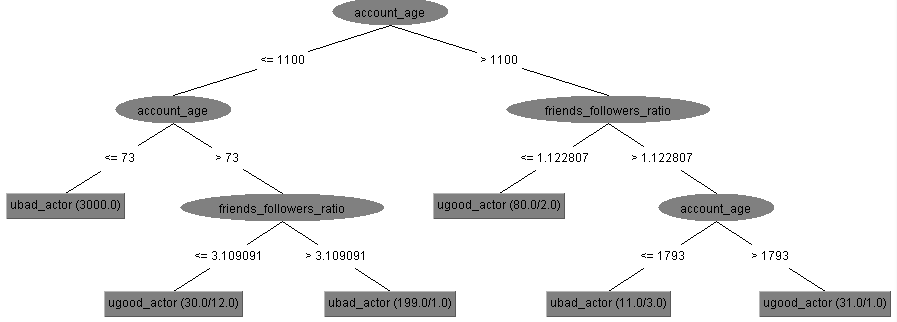 account_age
<= 1100
> 1100
account_age
friends_followers_ratio
<= 73
> 73
<= 1.122807
> 1.122807
ubad_actor (3000.0)
friends_followers_ratio
ugood_actor (80.0/2.0)
account_age
<= 3.109091
> 3.109091
<= 1793
> 1793
ugood_actor (30.0/12.0)
ubad_actor (199.0/1.0)
ubad_actor (11.0/3.0)
ugood_actor (31.0/1.0)